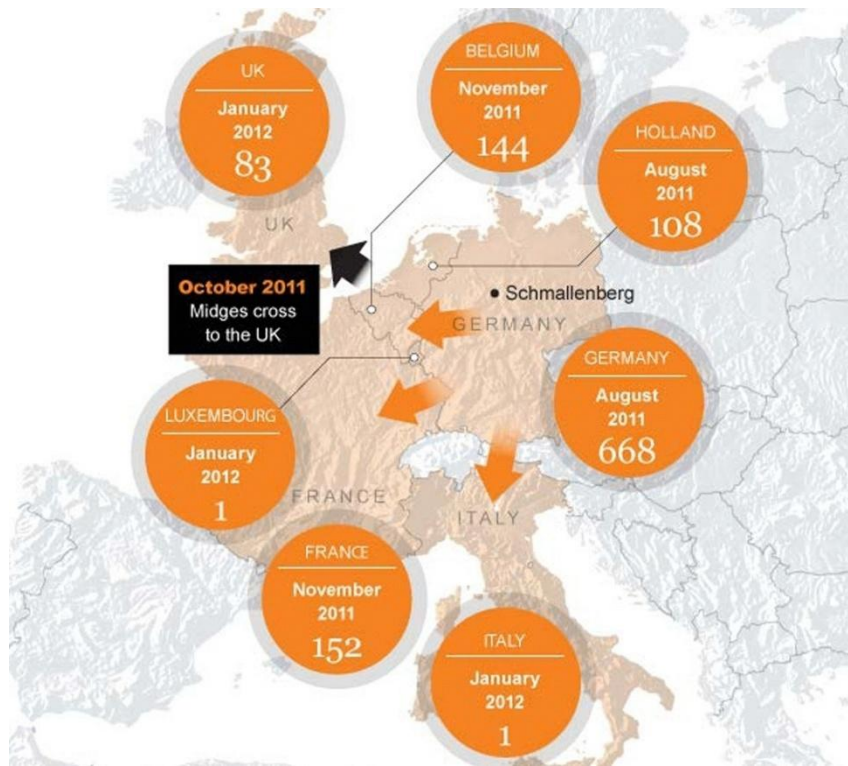 UK
January
2012
83
BELGIUM
November
2011
144
HOLLAND
August
2011
108
UK
October 2011
Midges cross
to the UK
Schmallenberg
GERMANY
GERMANY
August
2011
668
LUXEMBOURG
January
2012
1
FRANCE
ITALY
FRANCE
November
2011
152
ITALY
January
2012
1